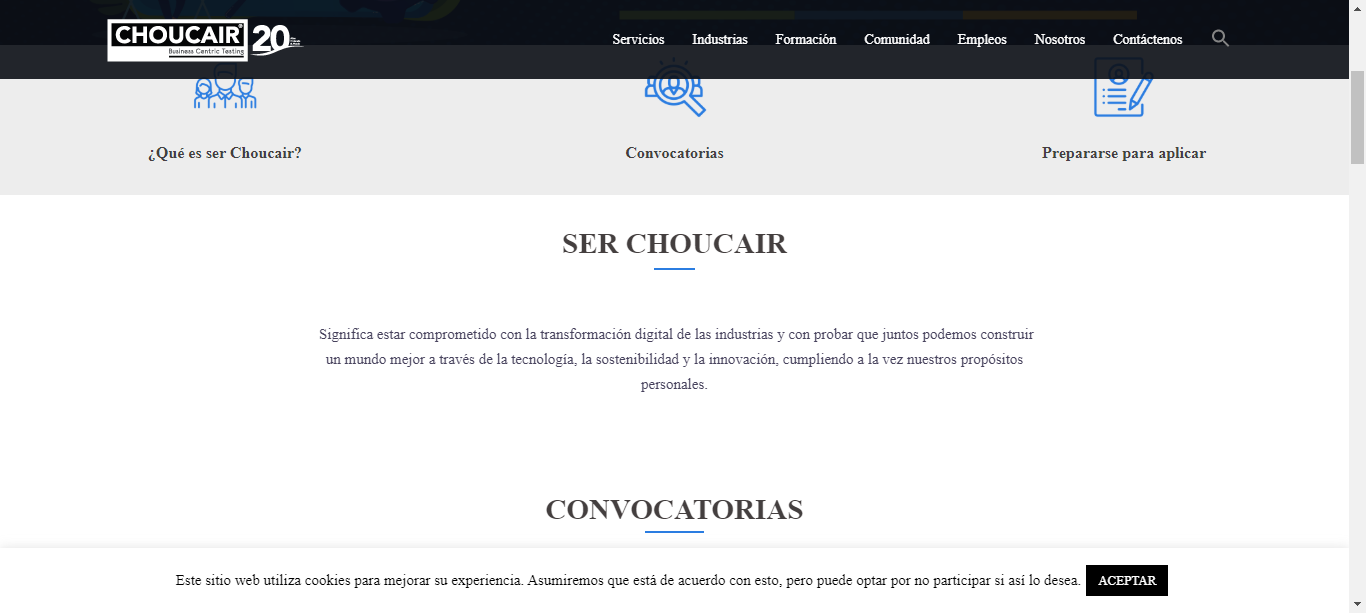 CHOUCAIR
Business Centric Testing
20
Servicios Industrias Formación Comunidad Empleos Nosotros Contáctenos
¿Qué es ser Choucair? Convocatorias Prepararse para aplicar
SER CHOUCAIR
Significa estar comprometido con la transformación digital de las industrias y con probar que juntos podemos construir
un mundo mejor a través de la tecnología, la sostenibilidad y la innovación, cumpliendo a la vez nuestros propósitos
personales.
CONVOCATORIAS
Este sitio web utiliza cookies para mejorar su experiencia. Asumiremos que está de acuerdo con esto, pero puede optar por no participar si así lo desea. ACEPTAR